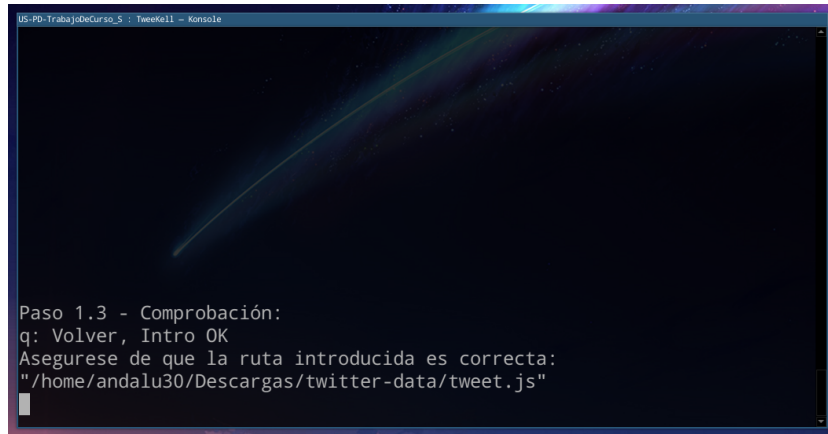 US-PD-TrabajoDeCurso_S : TweeKell — Konsole
Paso 1.3 - Comprobación:
q: Volver, Intro OK
Asegurese de que la ruta introducida es correcta:
"/home/andalu30/Descargas/twitter-data/tweet.js"